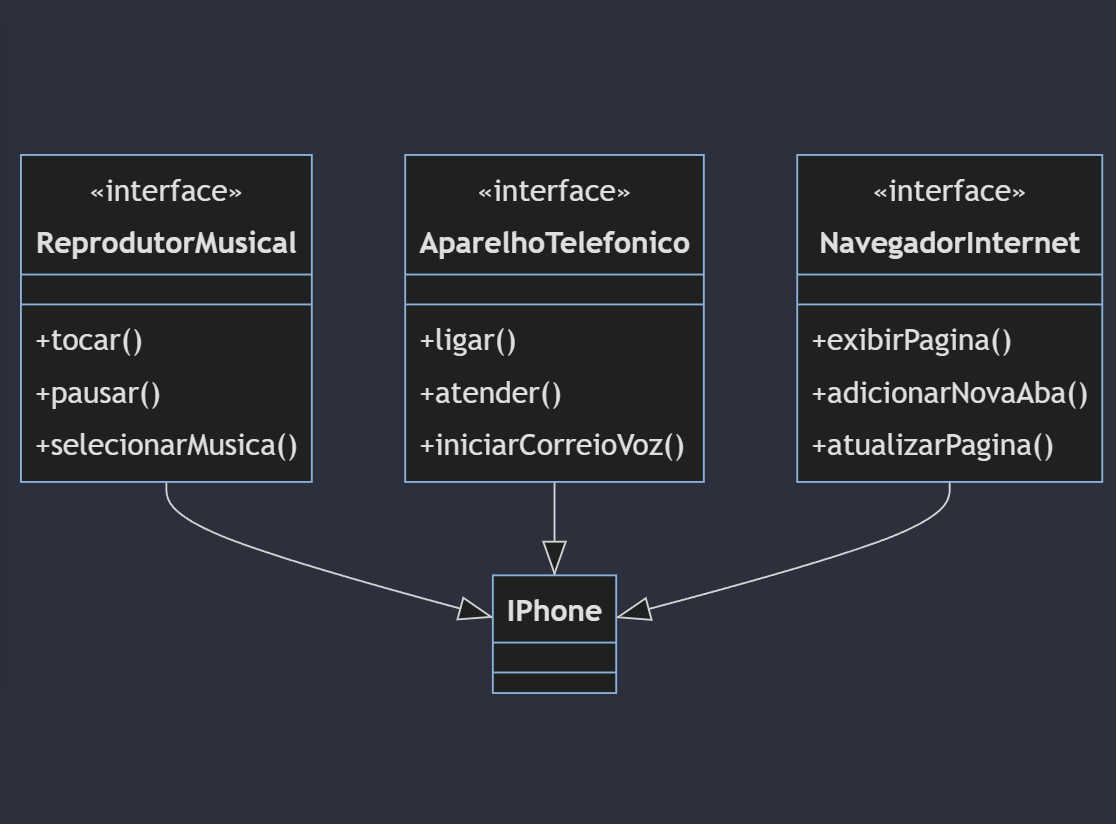 «interface»
ReprodutorMusical
+tocar()
+pausar()
+selecionarMusica()
«interface»
AparelhoTelefonico
+ligar()
+atender()
+iniciarCorreioVoz()
«interface»
NavegadorInternet
+exibirPagina()
+adicionarNovaAba()
+atualizarPagina()
IPhone